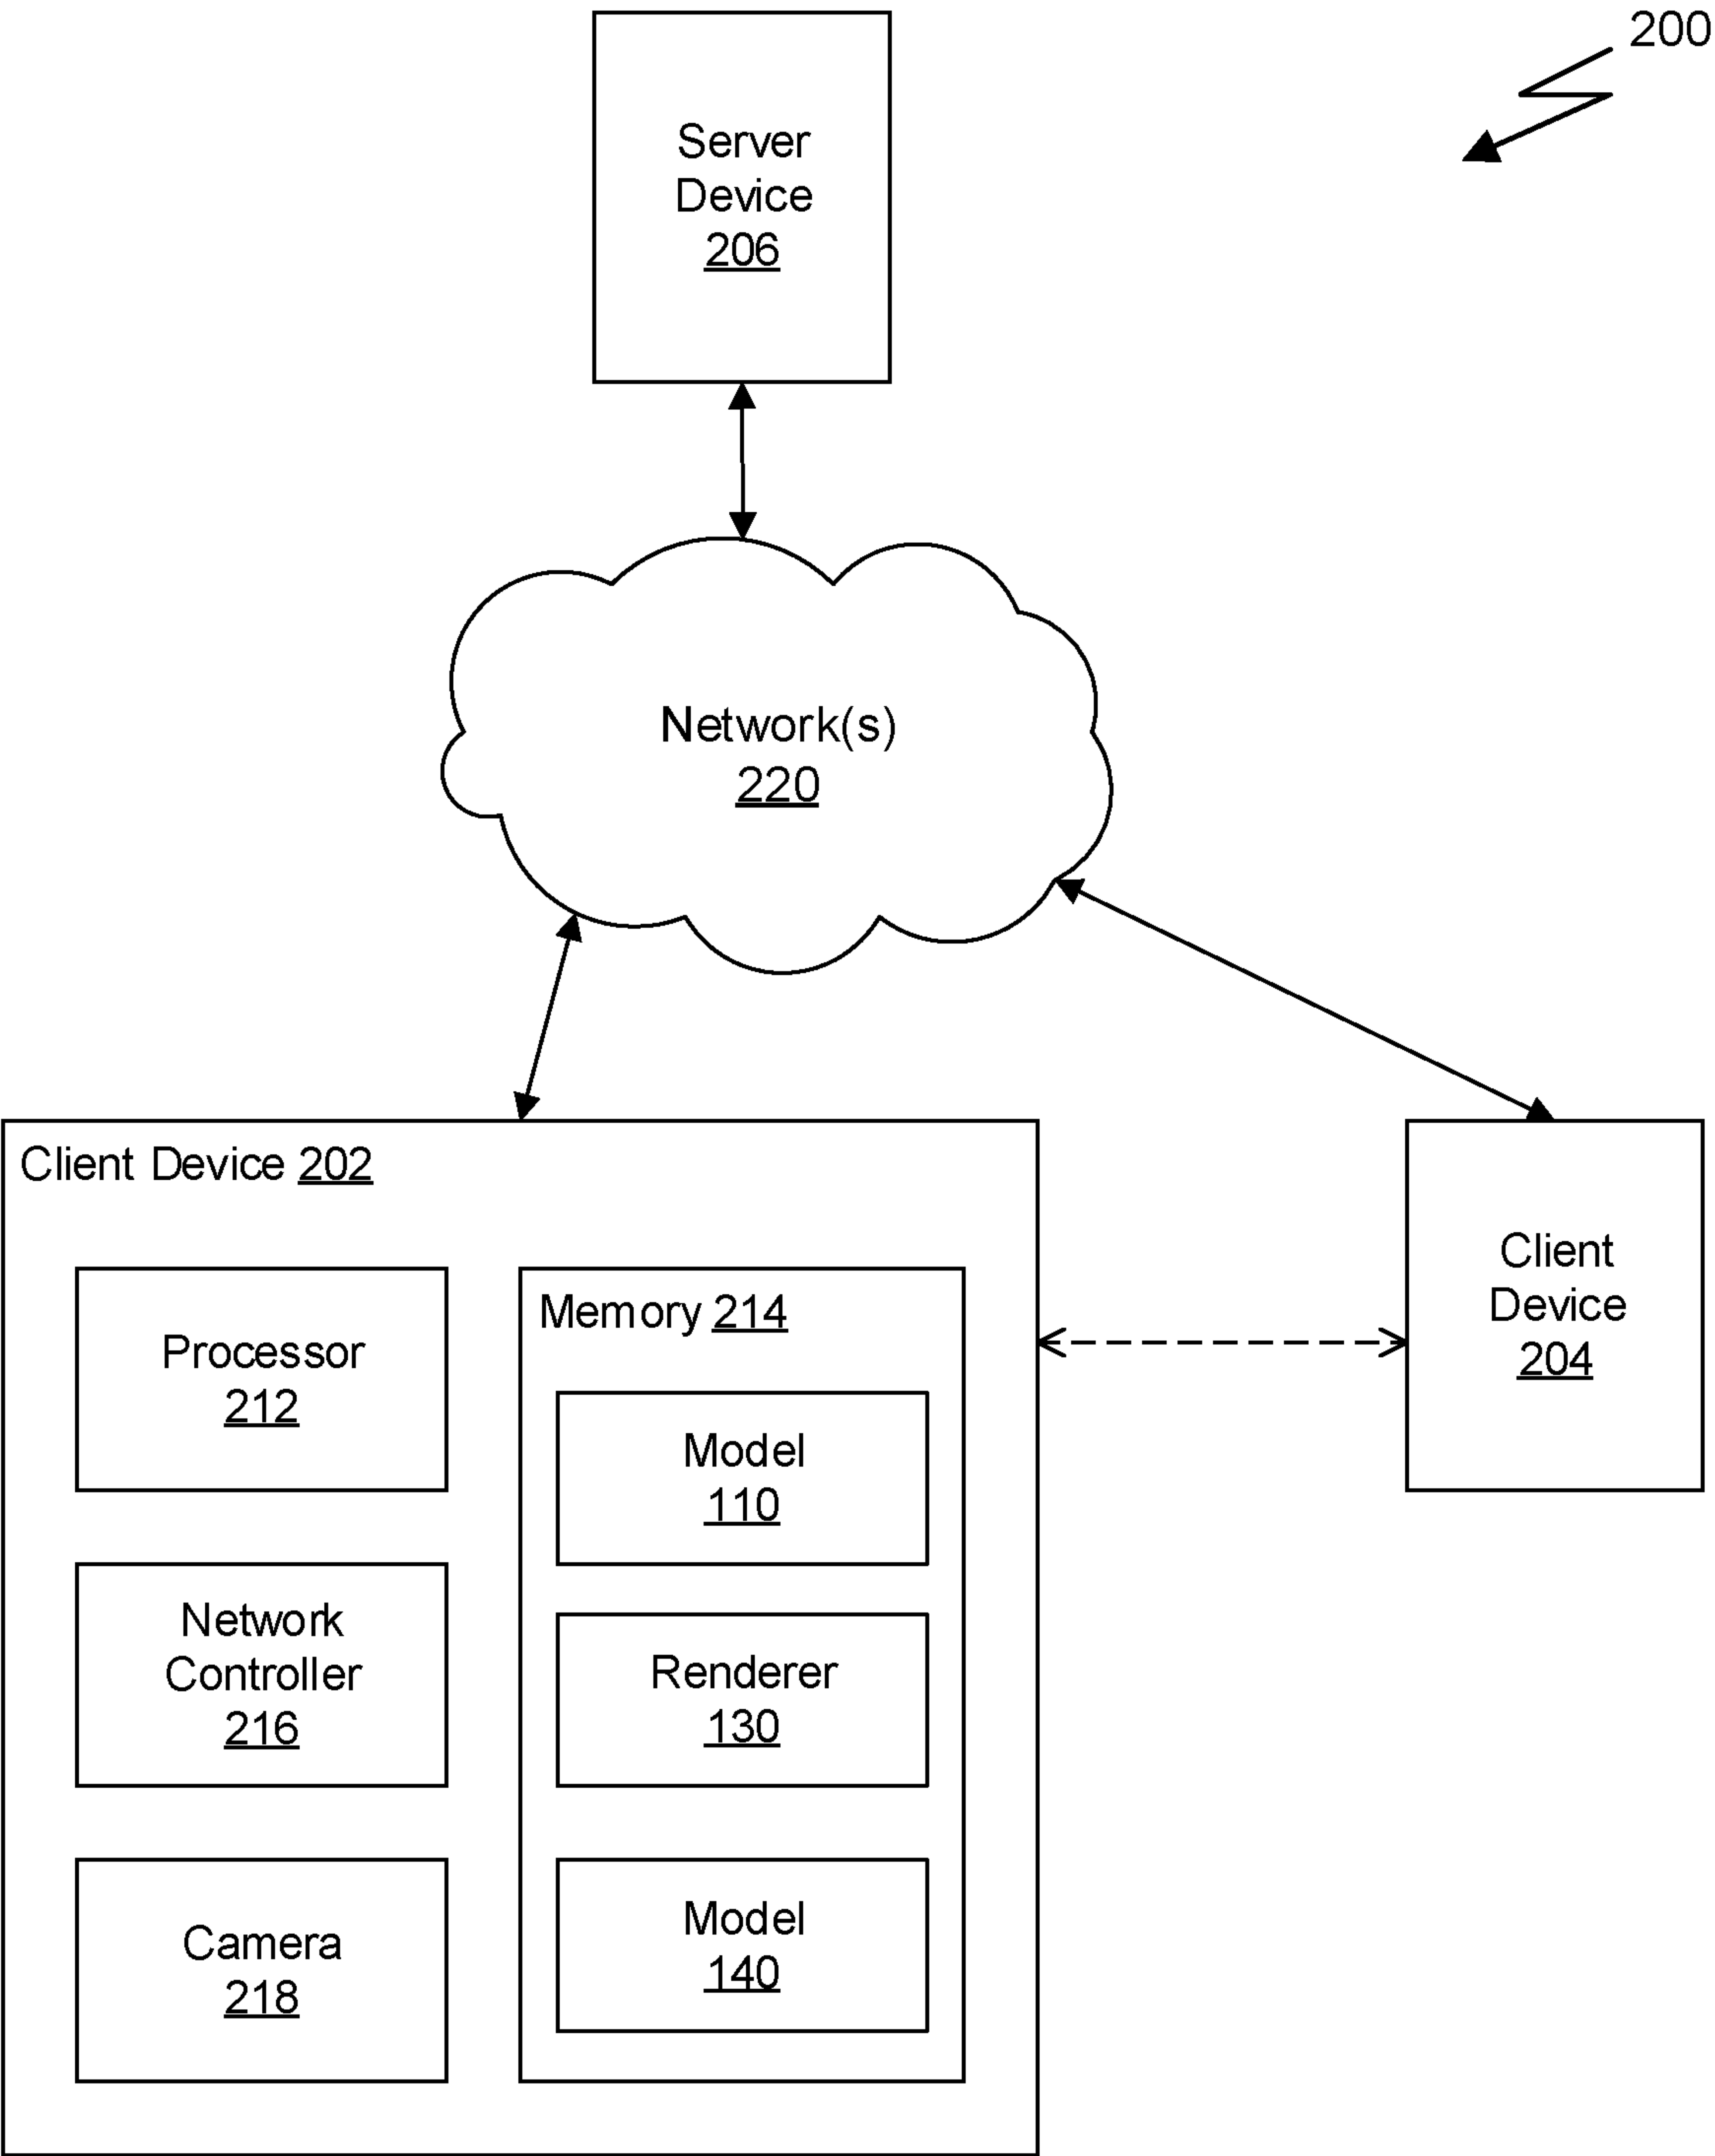 200
Server
Device
206
Network(s)
220
Client Device 202
Processor
212
Network
Controller
216
Camera
218
Memory 214
Model
110
Renderer
130
Model
140
Client
Device
204